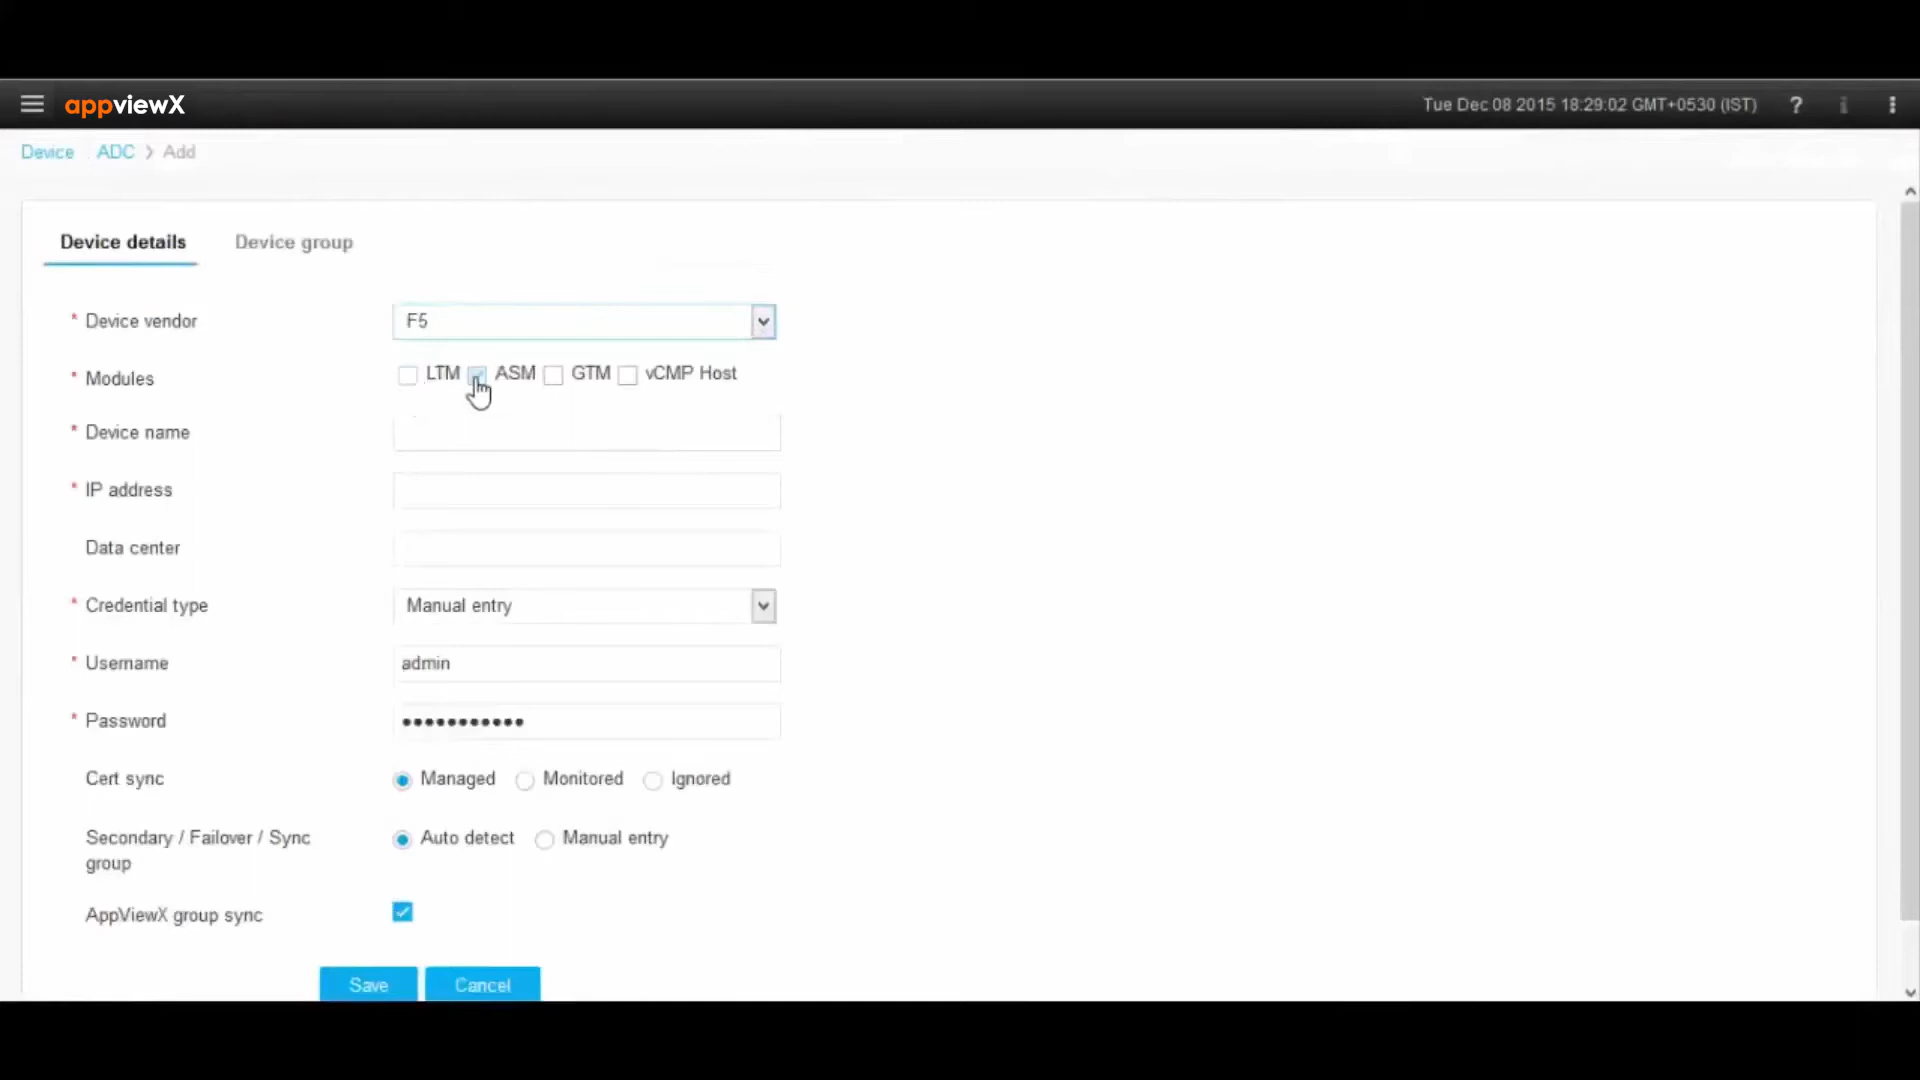 appviewX Tue Dec 08 2015 18:29:02 GMT+0530 (IST) ?
Device ADC > Add
Device details Device group
* Device vendor F5
* Modules LTM ASM GTM vCMP Host
* Device name
* IP address
Data center
* Credential type Manual entry
* Username admin
* Password •••••••••••
Cert sync Managed Monitored Ignored
Secondary / Failover / Sync Auto detect Manual entry
group
AppViewX group sync
Save Cancel